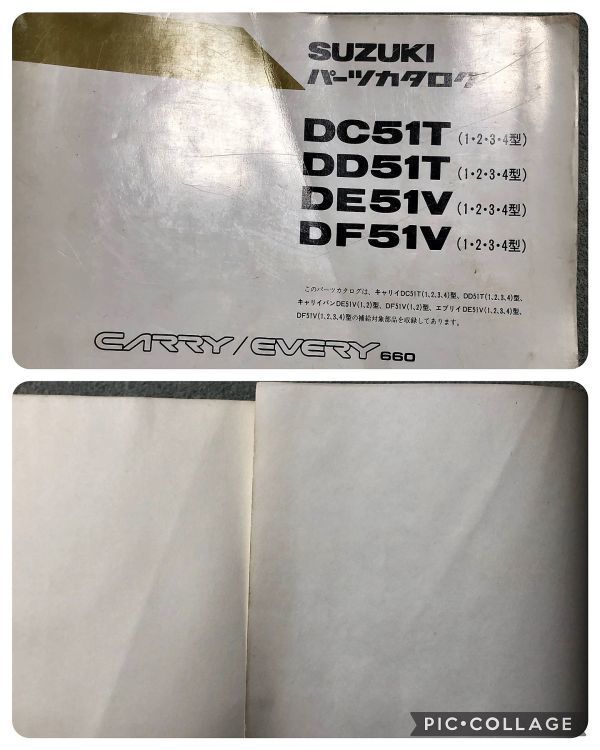 SUZUKI
パーツカタログ
DC51T (1・2・3・4型)
DD51T (1・2・3・4型)
DE51V (1・2・3・4型)
DF51V (1・2・3・4型)
このパーツカタログは、キャリイDC51T(1,2,3,4)型、DD51T(1,2,3,4)型、
キャリイバンDE51V(1,2)型、DF51V(1,2)型、エブリイDE51V(1,2,3,4)型、
DF51V(1,2,3,4)型の補給対象部品を収録してあります。
CARRY/EVERY 660
PIC•COLLAGE